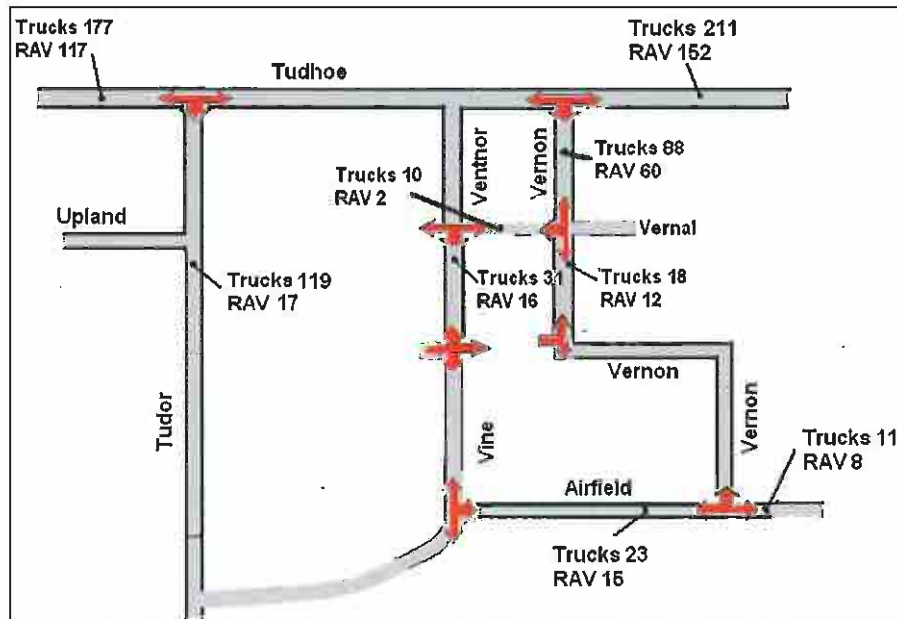 Trucks 177
RAV 117
Trucks 211
RAV 152
Tudhoe
Trucks 88
RAV 60
Trucks 10
RAV 2
Ventnor
Vernon
Upland
Vernal
Trucks 119
RAV 17
Trucks 31
RAV 16
Trucks 18
RAV 12
Vernon
Tudor
Vine
Vernon
Trucks 11
RAV 8
Airfield
Trucks 23
RAV 15